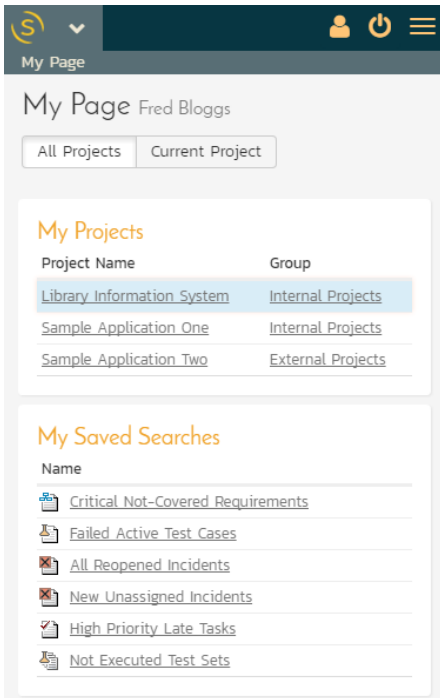 S
My Page
My Page Fred Bloggs
All Projects Current Project
My Projects
Project Name Group
Library Information System Internal Projects
Sample Application One Internal Projects
Sample Application Two External Projects
My Saved Searches
Name
Critical Not-Covered Requirements
Failed Active Test Cases
All Reopened Incidents
New Unassigned Incidents
High Priority Late Tasks
Not Executed Test Sets